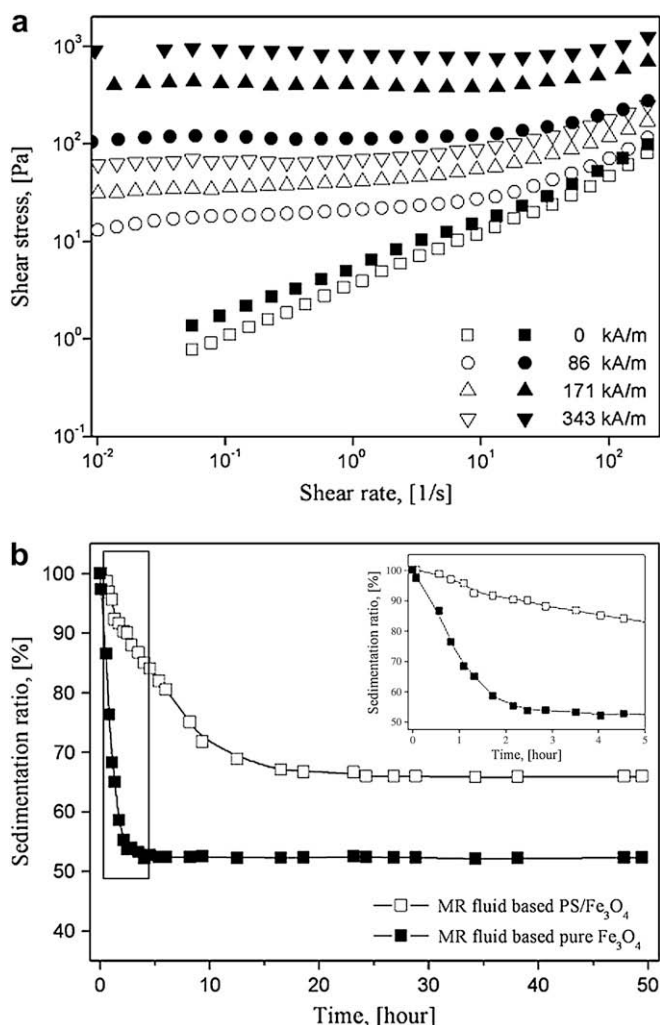 a
Shear stress, [Pa]
10³
10²
10¹
10⁰
10⁻¹
0 kA/m
86 kA/m
171 kA/m
343 kA/m
10⁻² 10⁻¹ 10⁰ 10¹ 10²
Shear rate, [1/s]
b
Sedimentation ratio, [%]
100
90
80
70
60
50
40
Sedimentation ratio, [%]
100
90
80
70
60
50
0 1 2 3 4 5
Time, [hour]
MR fluid based PS/Fe₃O₄
MR fluid based pure Fe₃O₄
0 10 20 30 40 50
Time, [hour]